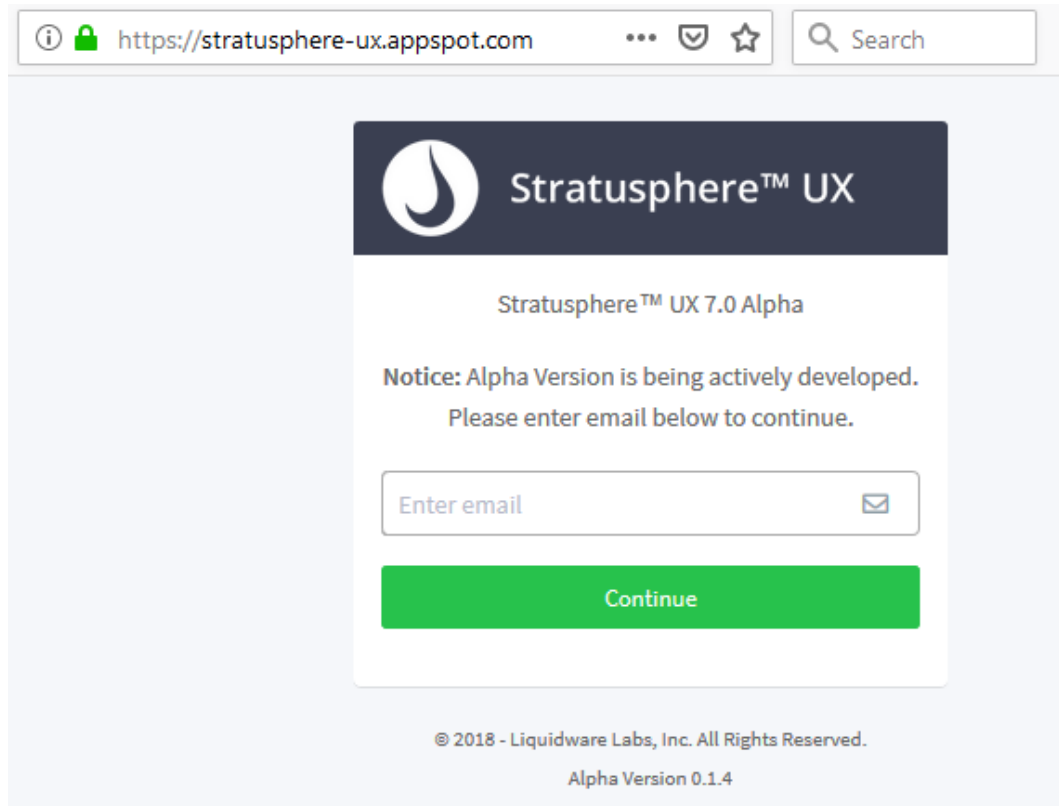 https://stratusphere-ux.appspot.com
Search
Stratusphere™ UX
Stratusphere™ UX 7.0 Alpha
Notice: Alpha Version is being actively developed.
Please enter email below to continue.
Enter email
Continue
© 2018 - Liquidware Labs, Inc. All Rights Reserved.
Alpha Version 0.1.4